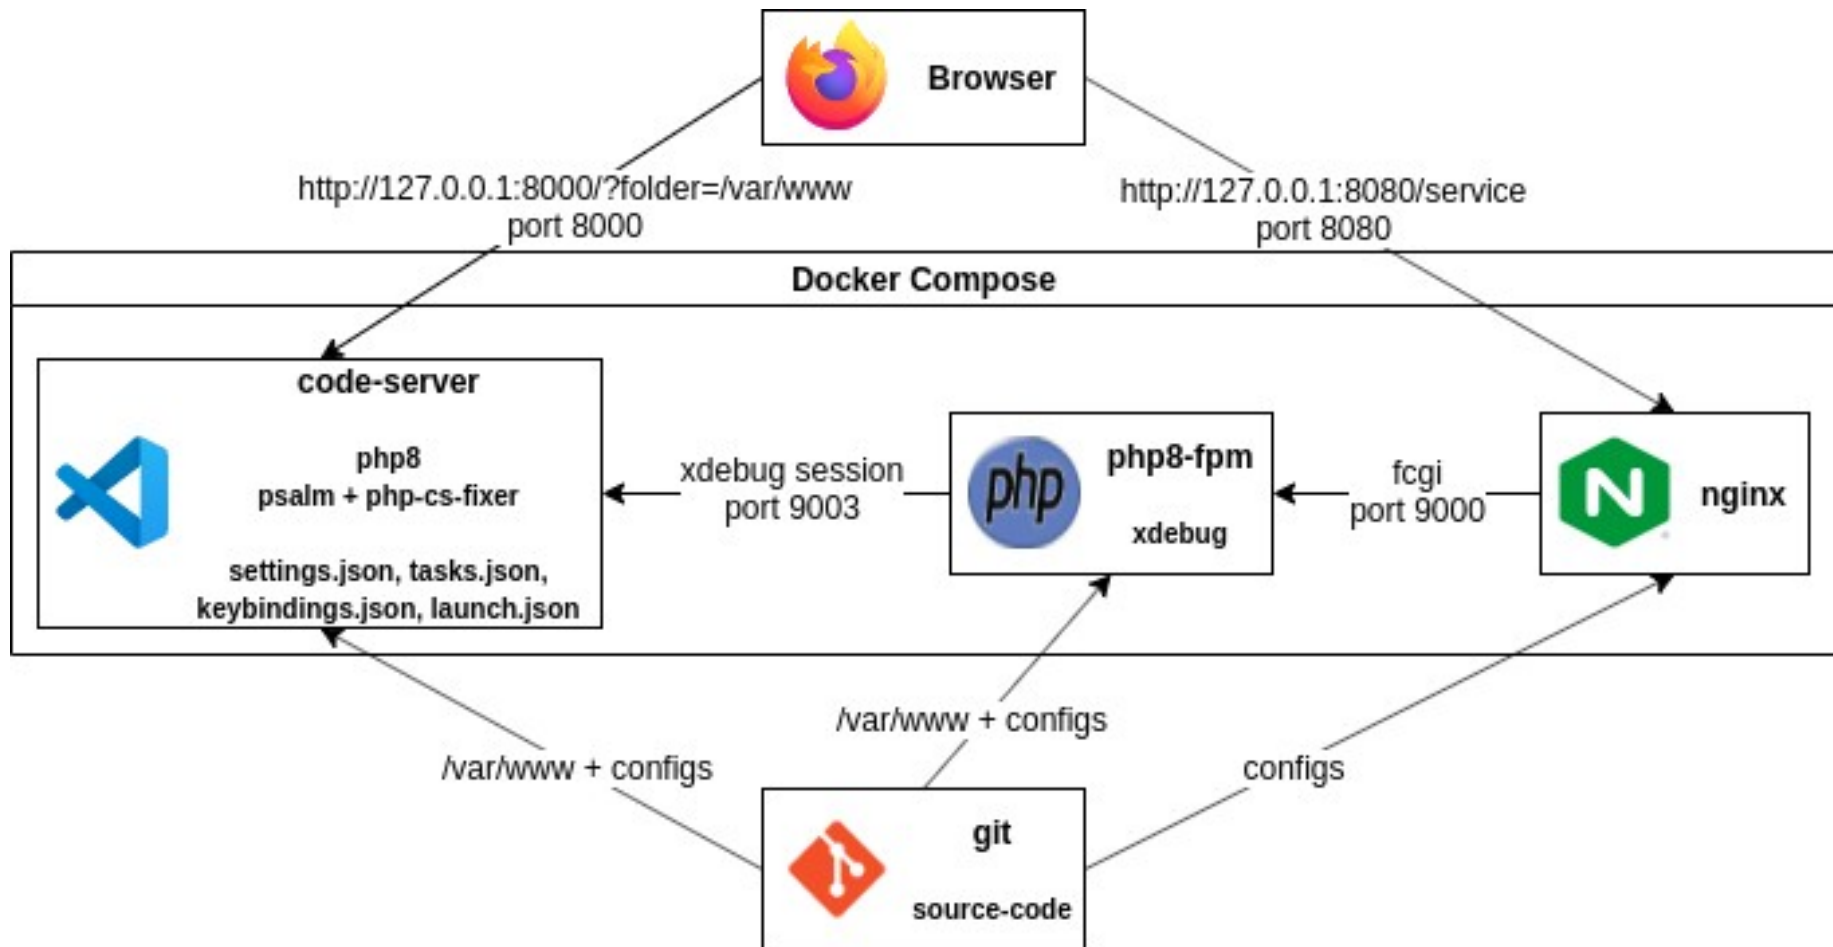 Browser
http://127.0.0.1:8000/?folder=/var/www
port 8000
http://127.0.0.1:8080/service
port 8080
Docker Compose
code-server
php8
psalm + php-cs-fixer
settings.json, tasks.json,
keybindings.json, launch.json
xdebug session
port 9003
php
php8-fpm
xdebug
fcgi
port 9000
N
nginx
/var/www + configs
/var/www + configs
configs
git
source-code